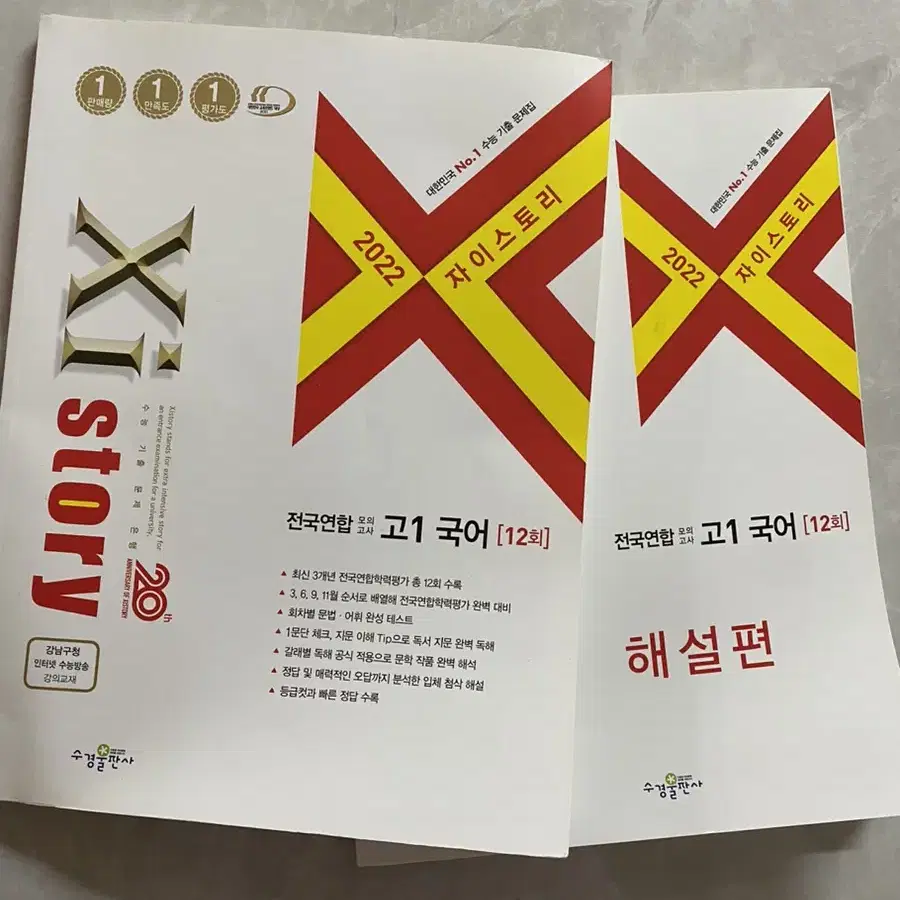 1
판매량
1
만족도
1
평가도
Xi
story
Xistory stands for extra intensive story for
an entrance examination for a university.
수능 기출 문제 은행
20th
ANNIVERSARY OF XISTORY
강남구청
인터넷 수능방송
강의교재
수경출판사
대한민국 No.1 수능 기출 문제집
2022
자이스토리
전국연합 모의고사 고1 국어 [12회]
▲ 최신 3개년 전국연합학력평가 총 12회 수록
▲ 3, 6, 9, 11월 순서로 배열해 전국연합학력평가 완벽 대비
▲ 회차별 문법·어휘 완성 테스트
▲ 1문단 체크, 지문 이해 Tip으로 독서 지문 완벽 독해
▲ 갈래별 독해 공식 적용으로 문학 작품 완벽 해석
▲ 정답 및 매력적인 오답까지 분석한 입체 첨삭 해설
▲ 등급컷과 빠른 정답 수록
대한민국 No.1 수능 기출 문제집
2022
자이스토리
전국연합 모의고사 고1 국어 [12회]
해설편
수경출판사